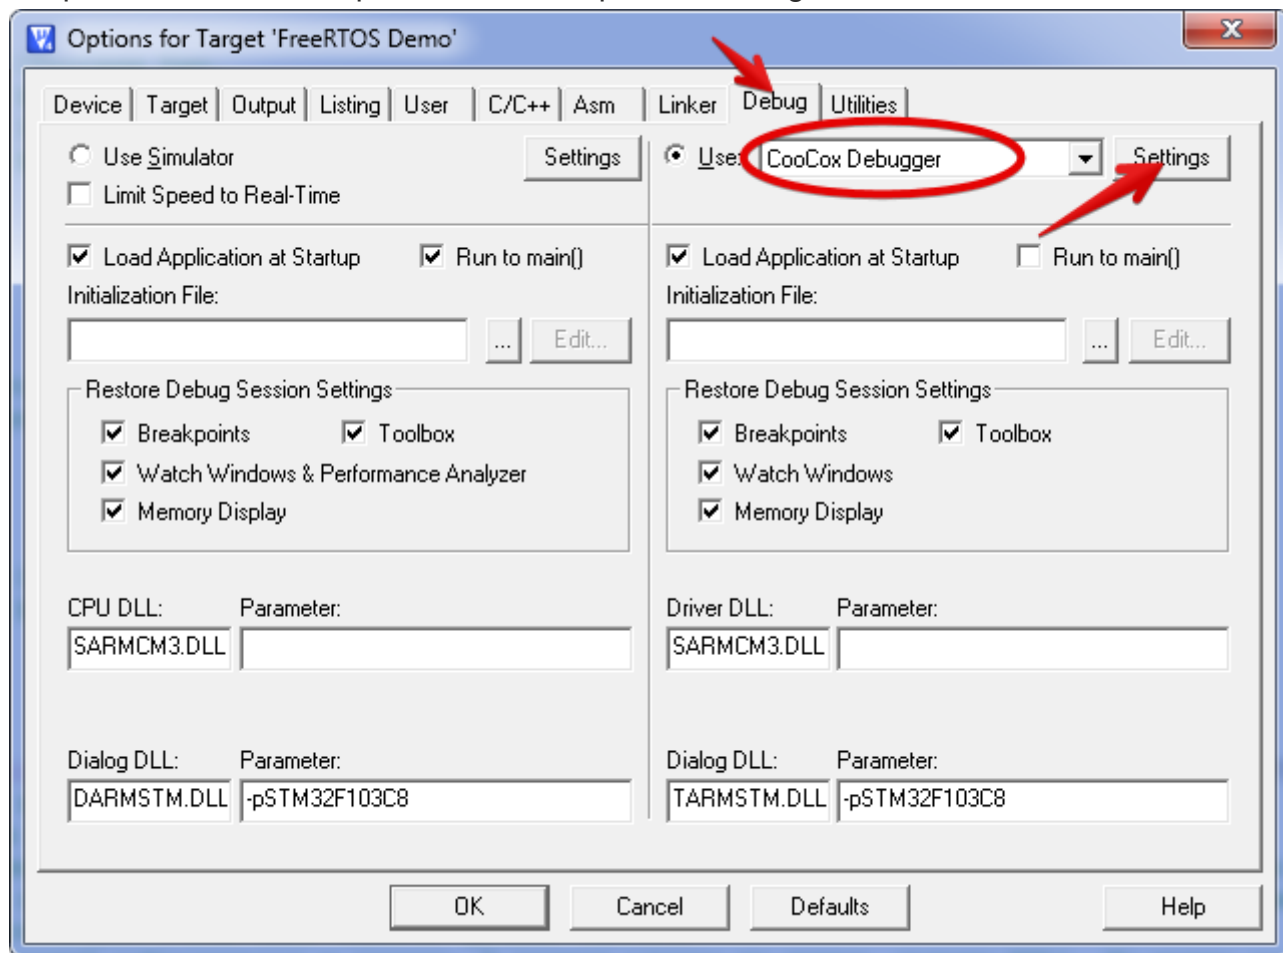 Options for Target 'FreeRTOS Demo'
Device Target Output Listing User C/C++ Asm Linker Debug Utilities
Use Simulator Settings Use: CooCox Debugger Settings
Limit Speed to Real-Time
Load Application at Startup Run to main() Load Application at Startup Run to main()
Initialization File: Initialization File:
... Edit... ... Edit...
Restore Debug Session Settings Restore Debug Session Settings
Breakpoints Toolbox Breakpoints Toolbox
Watch Windows & Performance Analyzer Watch Windows
Memory Display Memory Display
CPU DLL: Parameter: Driver DLL: Parameter:
SARMCM3.DLL SARMCM3.DLL
Dialog DLL: Parameter: Dialog DLL: Parameter:
DARMSTM.DLL -pSTM32F103C8 TARMSTM.DLL -pSTM32F103C8
OK Cancel Defaults Help